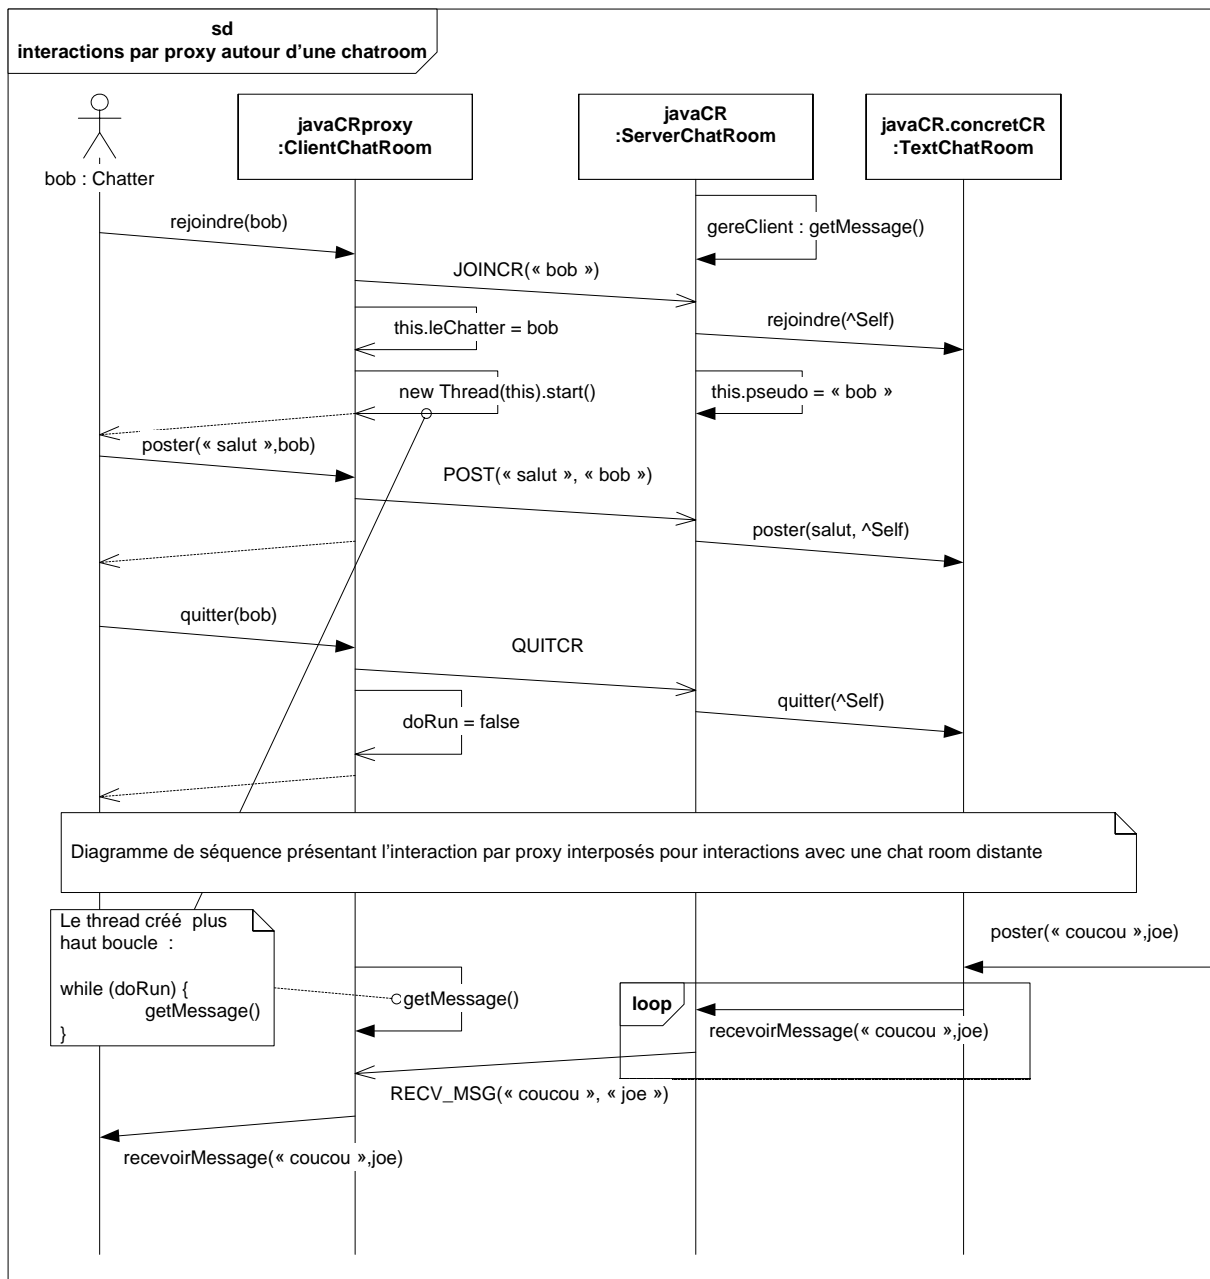 sd
interactions par proxy autour d'une chatroom
bob : Chatter
javaCRproxy
:ClientChatRoom
javaCR
:ServerChatRoom
javaCR.concretCR
:TextChatRoom
rejoindre(bob)
gereClient : getMessage()
JOINCR(« bob »)
this.leChatter = bob
rejoindre(^Self)
new Thread(this).start()
this.pseudo = « bob »
poster(« salut »,bob)
POST(« salut », « bob »)
poster(salut, ^Self)
quitter(bob)
QUITCR
quitter(^Self)
doRun = false
Diagramme de séquence présentant l'interaction par proxy interposés pour interactions avec une chat room distante
Le thread créé plus
haut boucle :
while (doRun) {
getMessage()
}
poster(« coucou »,joe)
getMessage()
loop
recevoirMessage(« coucou »,joe)
RECV_MSG(« coucou », « joe »)
recevoirMessage(« coucou »,joe)